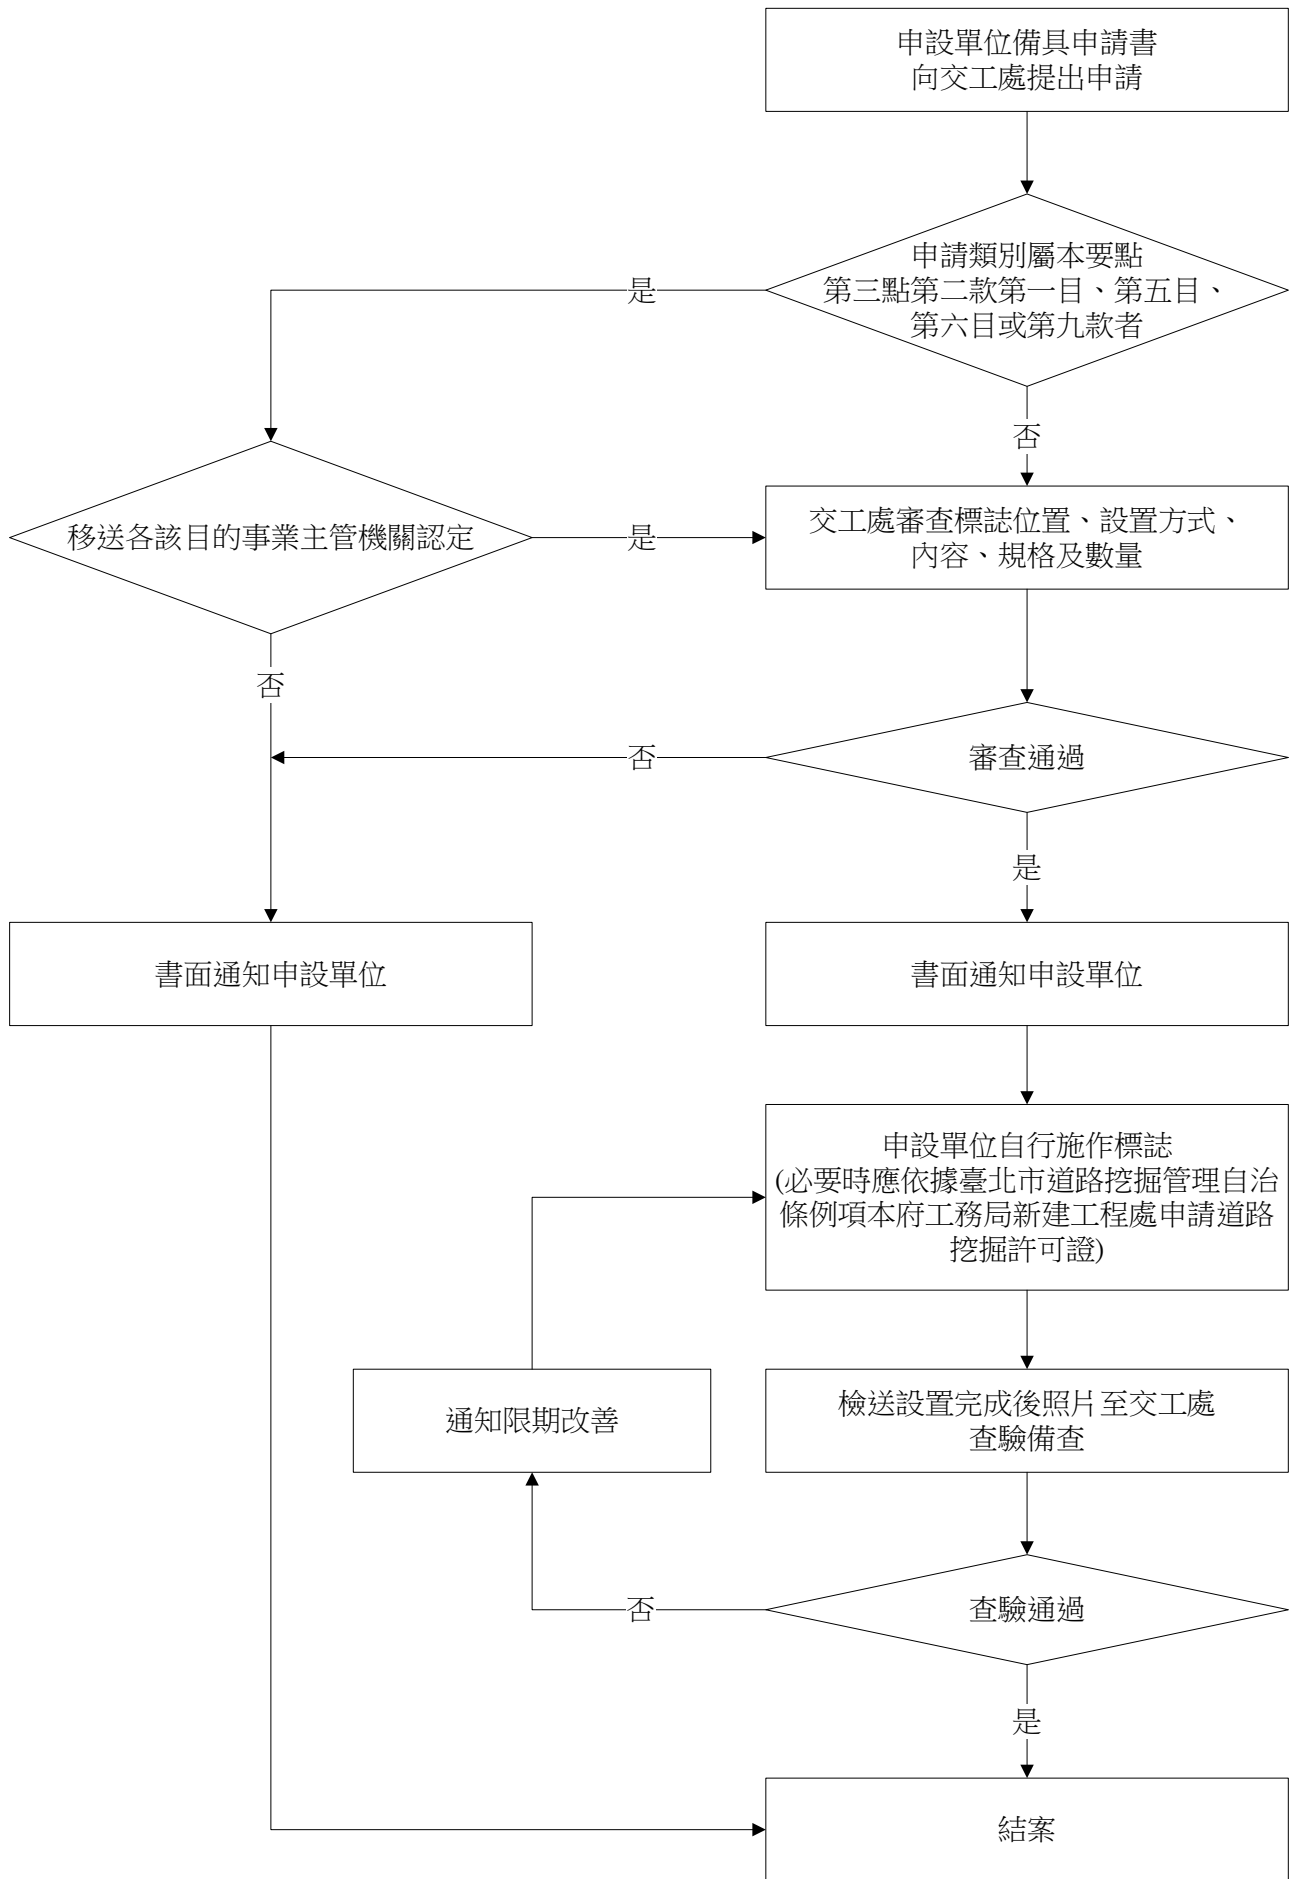 申設單位備具申請書
向交工處提出申請
申請類別屬本要點
第三點第二款第一目、第五目、
第六目或第九款者
是
否
移送各該目的事業主管機關認定
是
交工處審查標誌位置、設置方式、
內容、規格及數量
否
否
審查通過
是
書面通知申設單位
書面通知申設單位
申設單位自行施作標誌
(必要時應依據臺北市道路挖掘管理自治
條例項本府工務局新建工程處申請道路
挖掘許可證)
通知限期改善
檢送設置完成後照片至交工處
查驗備查
否
查驗通過
是
結案